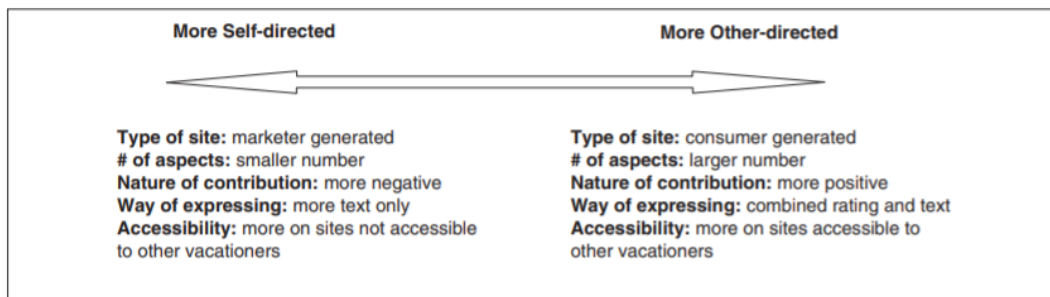 More Self-directed
More Other-directed
Type of site: marketer generated
# of aspects: smaller number
Nature of contribution: more negative
Way of expressing: more text only
Accessibility: more on sites not accessible
to other vacationers
Type of site: consumer generated
# of aspects: larger number
Nature of contribution: more positive
Way of expressing: combined rating and text
Accessibility: more on sites accessible to
other vacationers